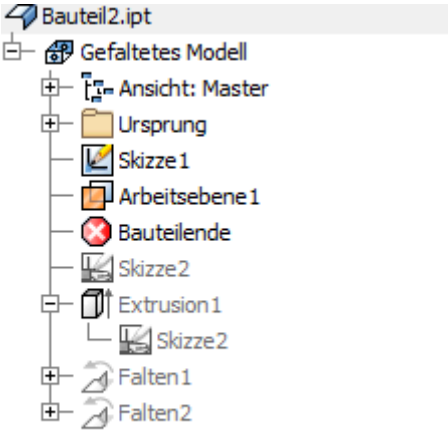 Bauteil2.ipt
Gefaltetes Modell
Ansicht: Master
Ursprung
Skizze1
Arbeitsebene1
Bauteilende
Skizze2
Extrusion1
Skizze2
Falten1
Falten2